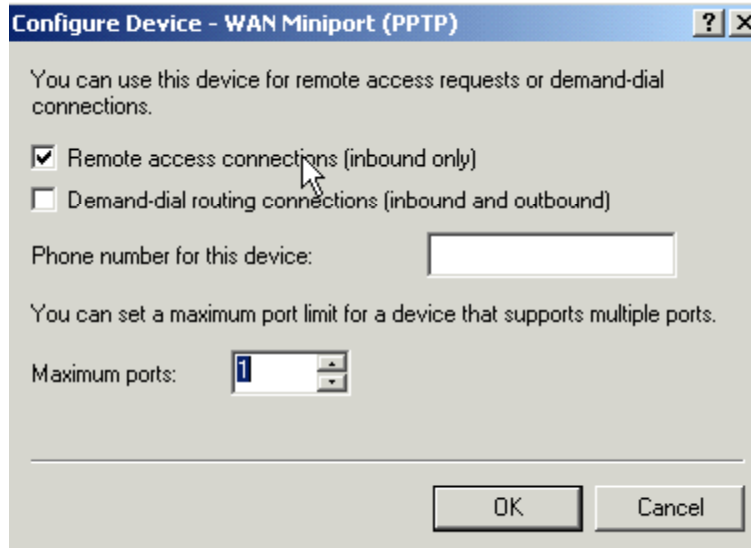 Configure Device - WAN Miniport (PPTP)
You can use this device for remote access requests or demand-dial
connections.
Remote access connections (inbound only)
Demand-dial routing connections (inbound and outbound)
Phone number for this device:
You can set a maximum port limit for a device that supports multiple ports.
Maximum ports: 1
OK Cancel